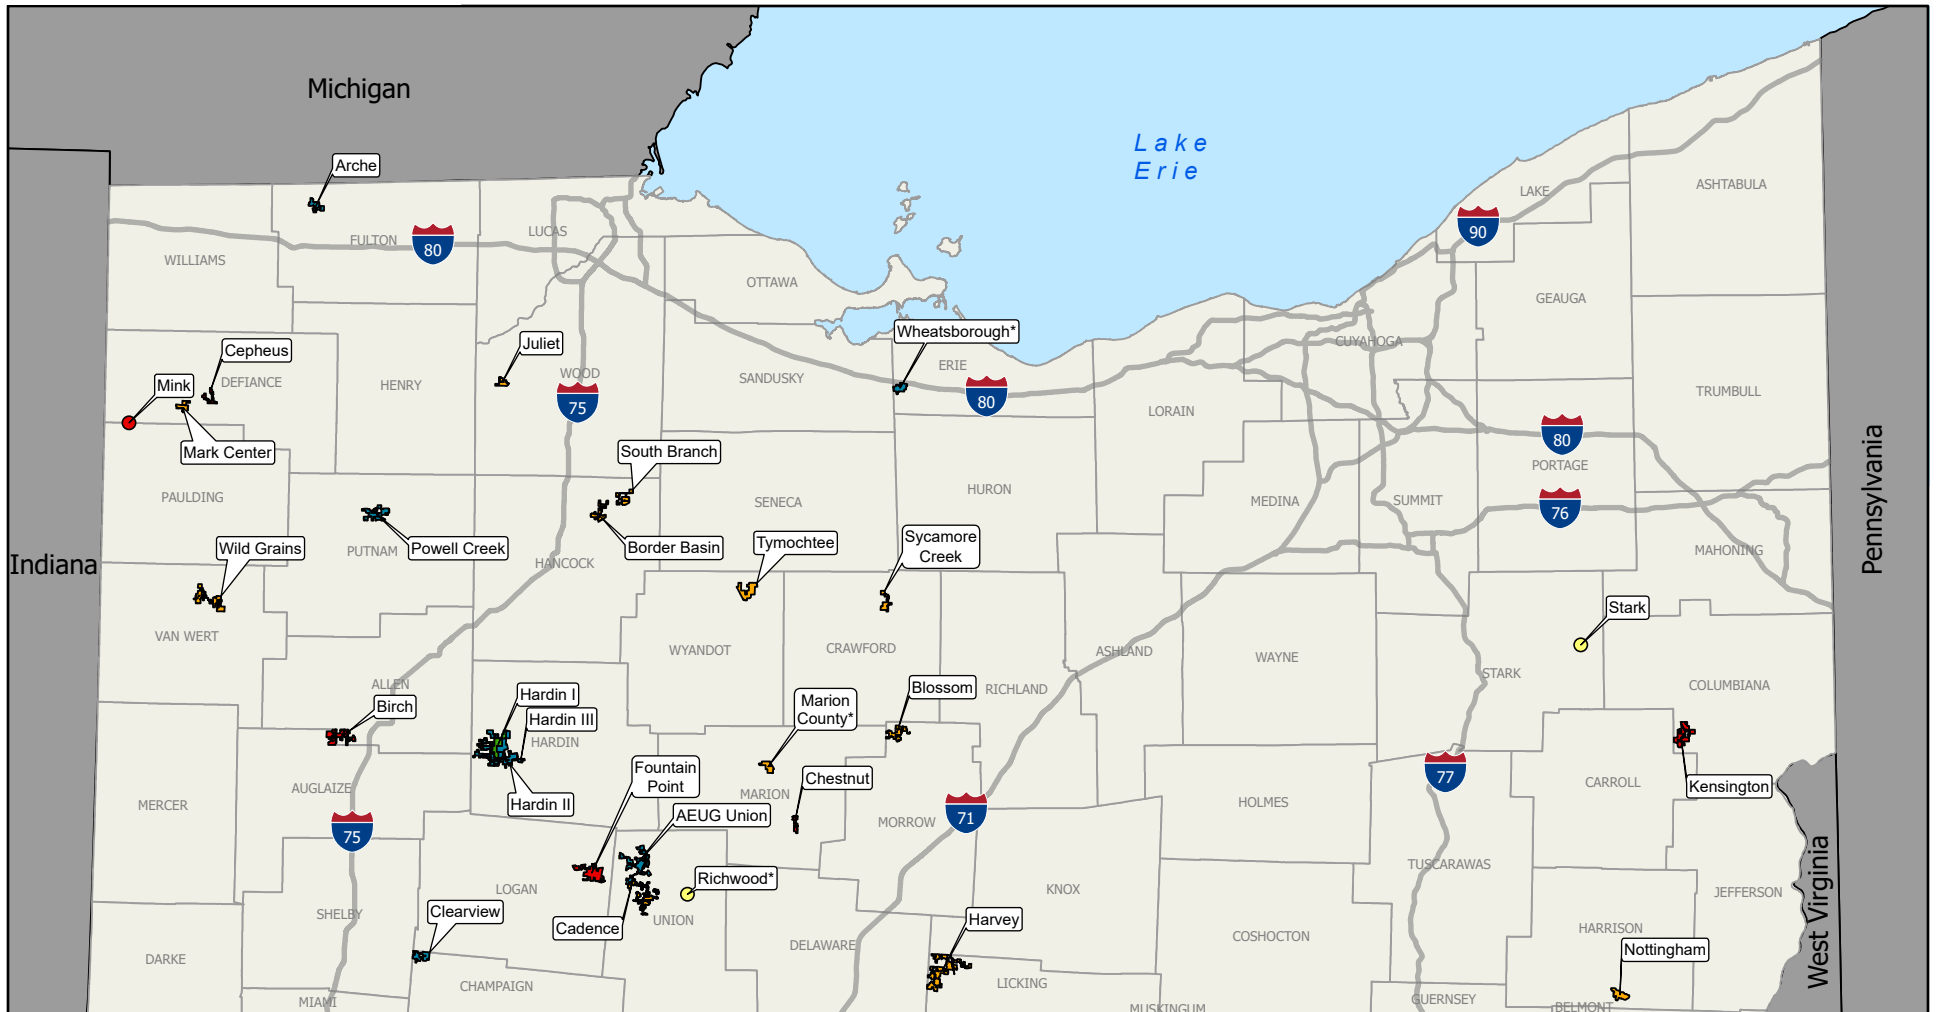 Michigan
Lake
Erie
Arche
LAKE
ASHTABULA
90
LUCAS
FULTON
80
WILLIAMS
OTTAWA
GEAUGA
Wheatsborough*
Juliet
CUYAHOGA
Cepheus
ERIE
WOOD
SANDUSKY
DEFIANCE
HENRY
Mink
TRUMBULL
75
80
LORAIN
80
Mark Center
South Branch
Pennsylvania
PORTAGE
HURON
PAULDING
SENECA
MEDINA
SUMMIT
76
Wild Grains
PUTNAM
Powell Creek
Border Basin
Tymochtee
Sycamore
Creek
MAHONING
Indiana
HANCOCK
Stark
VAN WERT
WYANDOT
CRAWFORD
ASHLAND
WAYNE
STARK
ALLEN
COLUMBIANA
Hardin I
Blossom
RICHLAND
Birch
Marion
County*
Hardin III
HARDIN
Fountain
Point
77
Chestnut
CARROLL
Kensington
AUGLAIZE
MARION
MERCER
Hardin II
HOLMES
AEUG Union
71
MORROW
75
TUSCARAWAS
Richwood*
LOGAN
KNOX
JEFFERSON
West Virginia
SHELBY
Clearview
UNION
Harvey
Cadence
HARRISON
COSHOCTON
DELAWARE
Nottingham
DARKE
CHAMPAIGN
LICKING
MIAMI
GUERNSEY
MUSKINGUM
BELMONT